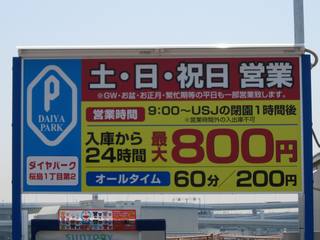 P
DAIYA
PARK
ダイヤパーク
桜島1丁目第2
土・日・祝日 営業
※GW・お盆・お正月・繁忙期等の平日も一部営業致します。
営業時間 9:00～USJの閉園1時間後
※営業時間外の入出庫不可
入庫から
24時間
最大800円
オールタイム 60分/200円
SUNTORY